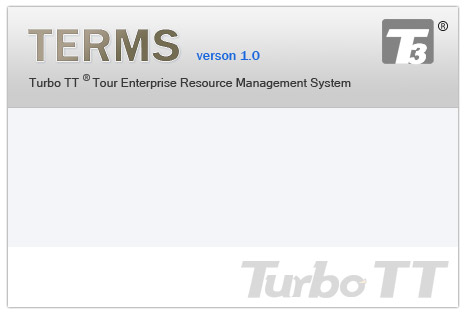 TERMS verson 1.0
T3 ®
Turbo TT ® Tour Enterprise Resource Management System
Turbo TT